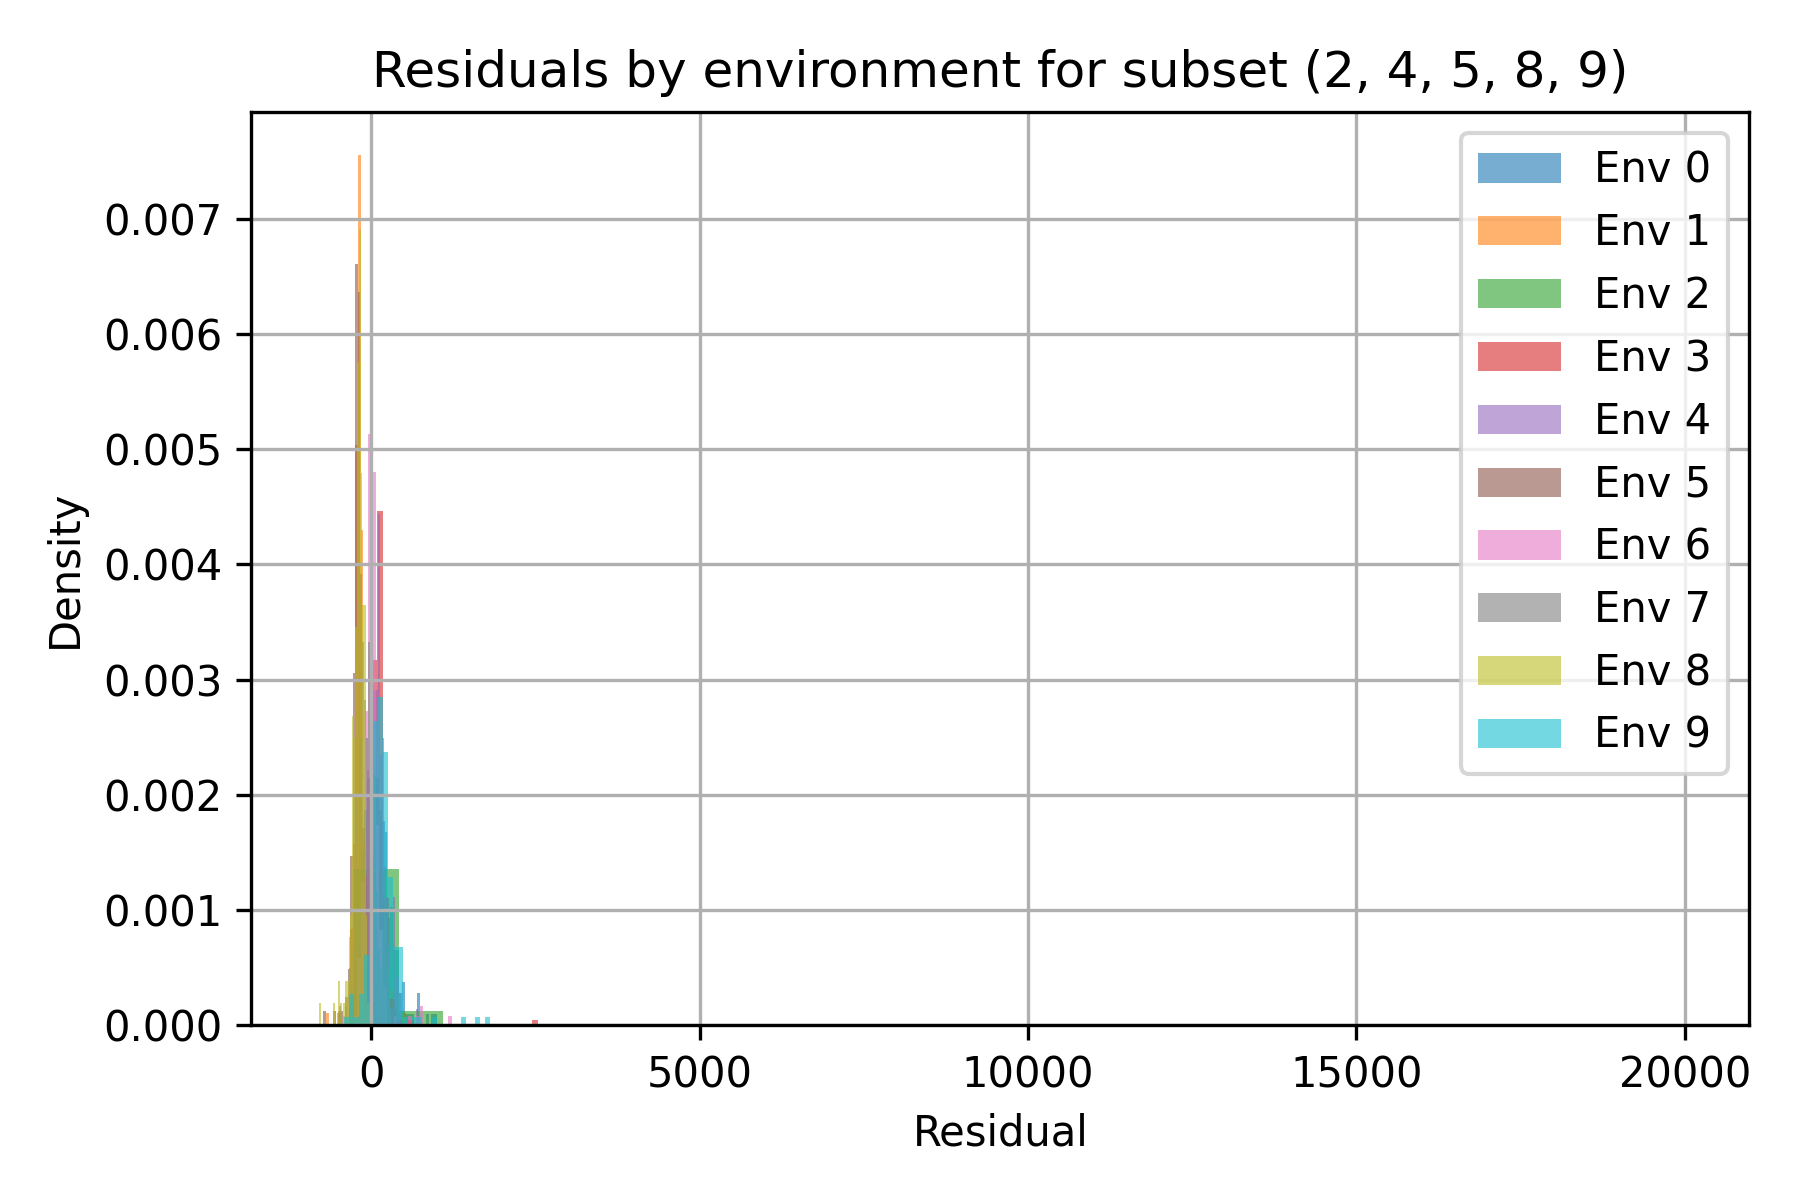 Residuals by environment for subset (2, 4, 5, 8, 9)
Density
0.007
0.006
0.005
0.004
0.003
0.002
0.001
0.000
0
5000
10000
15000
20000
Residual
Env 0
Env 1
Env 2
Env 3
Env 4
Env 5
Env 6
Env 7
Env 8
Env 9